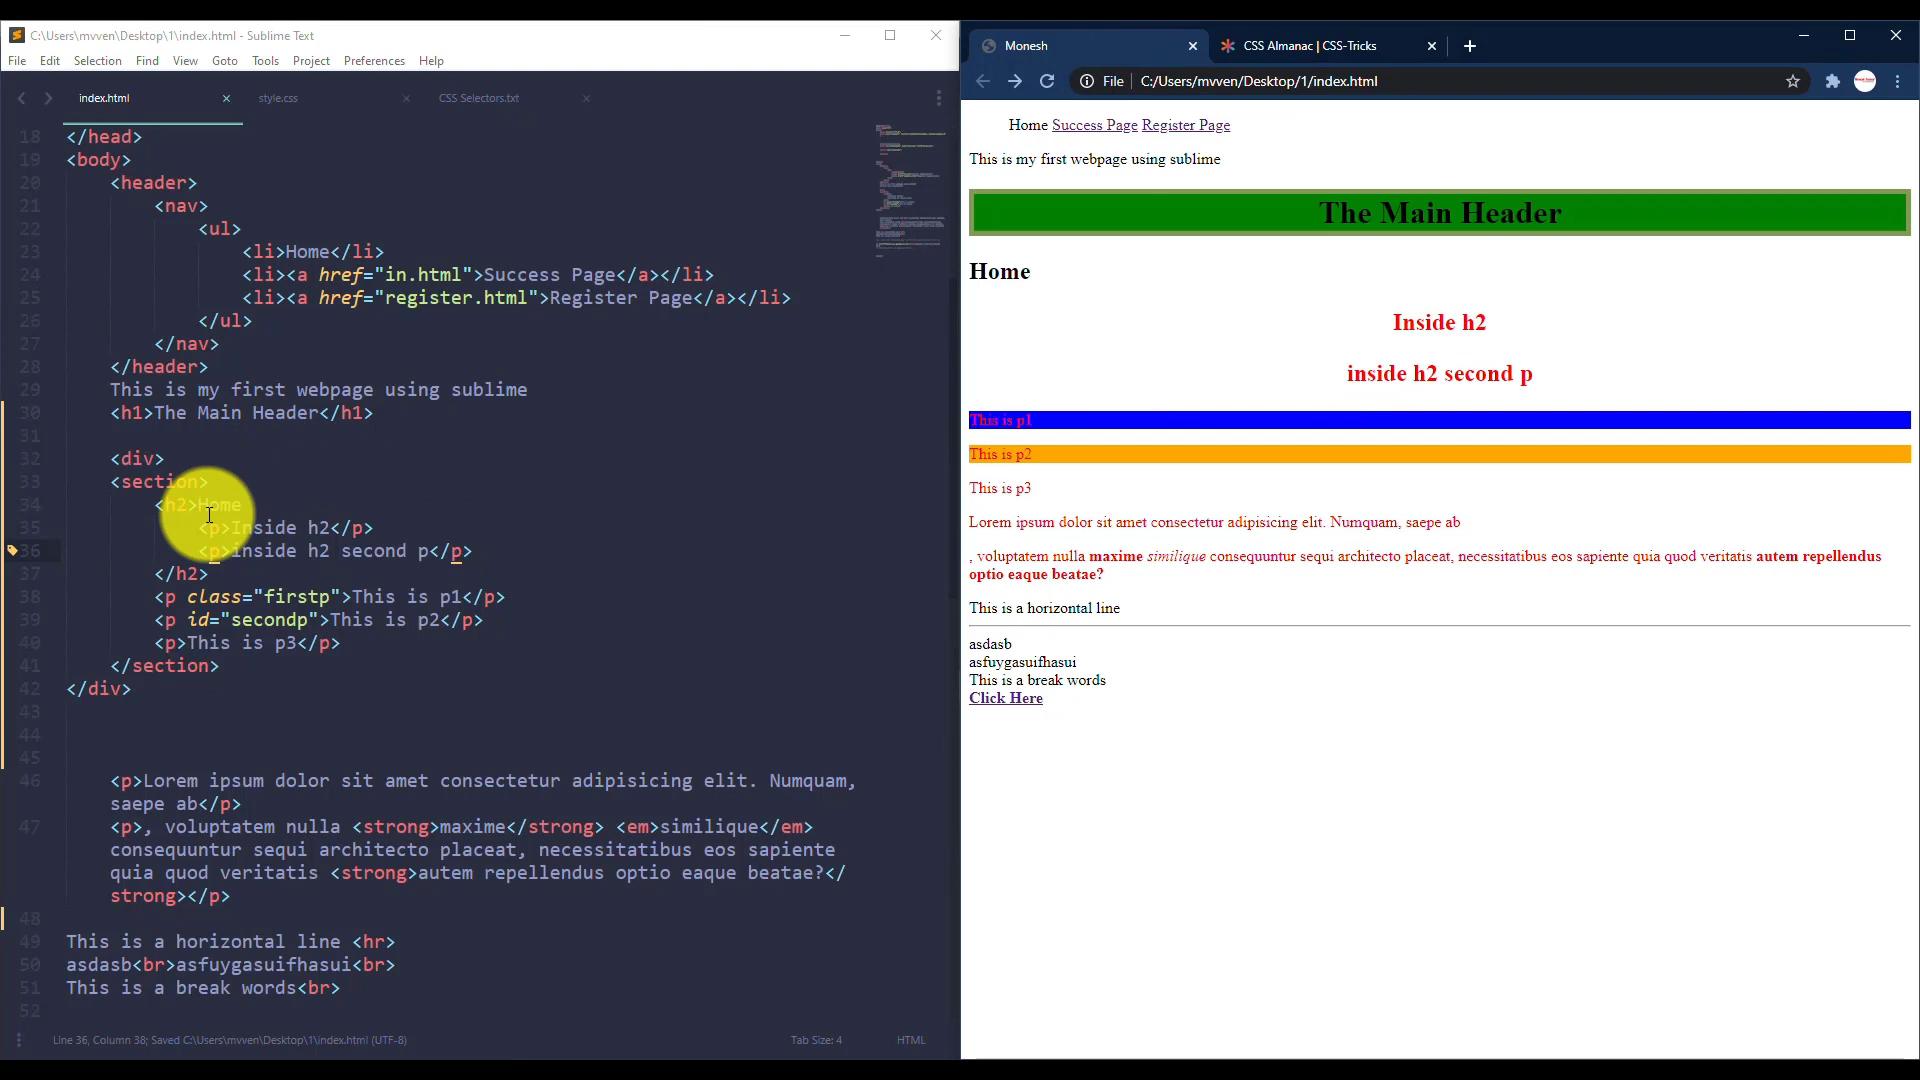 C:\Users\mvven\Desktop\1\index.html - Sublime Text
File Edit Selection Find View Goto Tools Project Preferences Help
index.html style.css CSS Selectors.txt
18 </head>
19 <body>
20 <header>
21 <nav>
22 <ul>
23 <li>Home</li>
24 <li><a href="in.html">Success Page</a></li>
25 <li><a href="register.html">Register Page</a></li>
26 </ul>
27 </nav>
28 </header>
29 This is my first webpage using sublime
30 <h1>The Main Header</h1>
31
32 <div>
33 <section>
34 <h2>Home
35 <p>Inside h2</p>
36 <p>inside h2 second p</p>
37 </h2>
38 <p class="firstp">This is p1</p>
39 <p id="secondp">This is p2</p>
40 <p>This is p3</p>
41 </section>
42 </div>
43
44
45
46 <p>Lorem ipsum dolor sit amet consectetur adipisicing elit. Numquam,
saepe ab</p>
47 <p>, voluptatem nulla <strong>maxime</strong> <em>similique</em>
consequuntur sequi architecto placeat, necessitatibus eos sapiente
quia quod veritatis <strong>autem repellendus optio eaque beatae?</
strong></p>
48
49 This is a horizontal line <hr>
50 asdasb<br>asfuygasuifhasui<br>
51 This is a break words<br>
52
Line 36, Column 38; Saved C:\Users\mvven\Desktop\1\index.html (UTF-8) Tab Size: 4 HTML
Monesh CSS Almanac | CSS-Tricks
File C:/Users/mvven/Desktop/1/index.html
Home Success Page Register Page
This is my first webpage using sublime
The Main Header
Home
Inside h2
inside h2 second p
This is p1
This is p2
This is p3
Lorem ipsum dolor sit amet consectetur adipisicing elit. Numquam, saepe ab
, voluptatem nulla maxime similique consequuntur sequi architecto placeat, necessitatibus eos sapiente quia quod veritatis autem repellendus
optio eaque beatae?
This is a horizontal line
asdasb
asfuygasuifhasui
This is a break words
Click Here